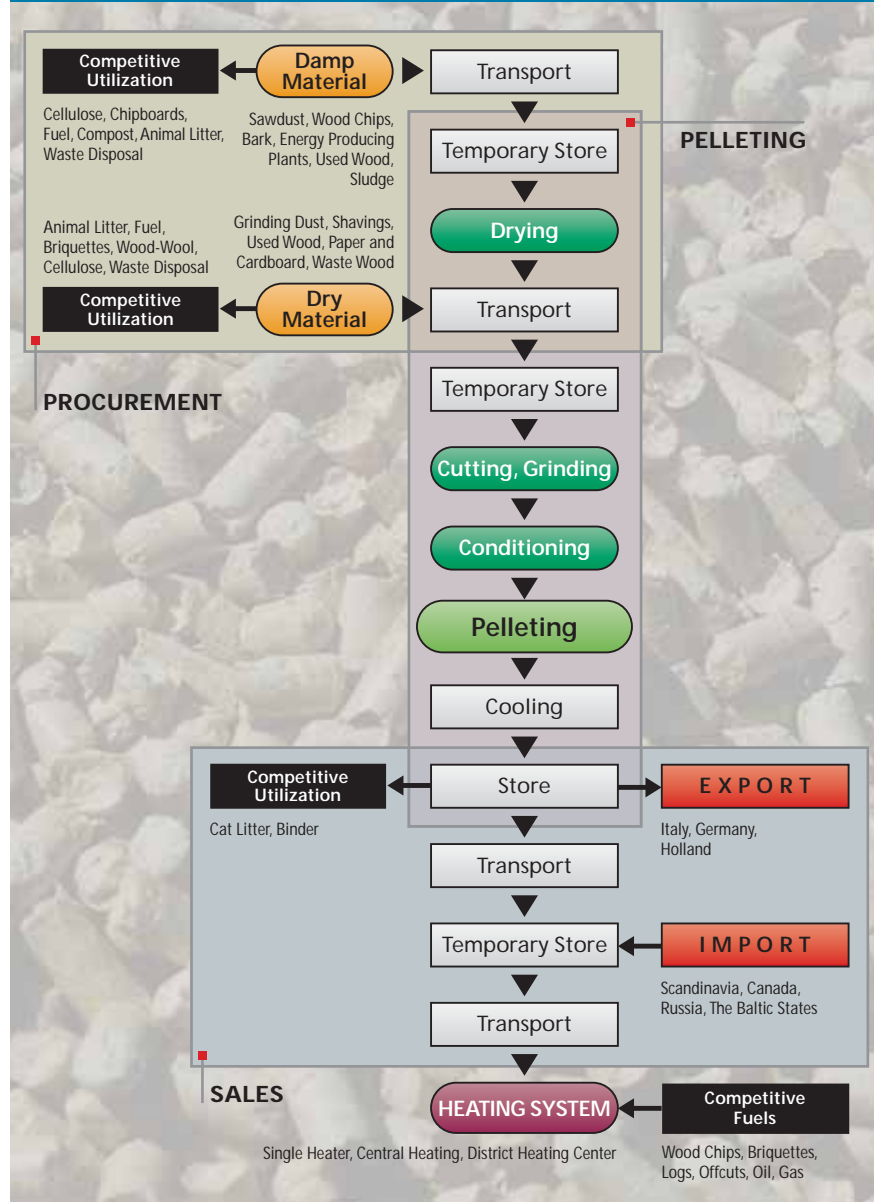 Competitive
Utilization
Damp
Material
Transport
Cellulose, Chipboards,
Fuel, Compost, Animal Litter,
Waste Disposal
Sawdust, Wood Chips,
Bark, Energy Producing
Plants, Used Wood,
Sludge
Temporary Store
PELLETING
Drying
Animal Litter, Fuel,
Briquettes, Wood-Wool,
Cellulose, Waste Disposal
Grinding Dust, Shavings,
Used Wood, Paper and
Cardboard, Waste Wood
Competitive
Utilization
Dry
Material
Transport
PROCUREMENT
Temporary Store
Cutting, Grinding
Conditioning
Pelleting
Cooling
Competitive
Utilization
Store
EXPORT
Cat Litter, Binder
Italy, Germany,
Holland
Transport
Temporary Store
IMPORT
Scandinavia, Canada,
Russia, The Baltic States
Transport
SALES
HEATING SYSTEM
Competitive
Fuels
Single Heater, Central Heating, District Heating Center
Wood Chips, Briquettes,
Logs, Offcuts, Oil, Gas